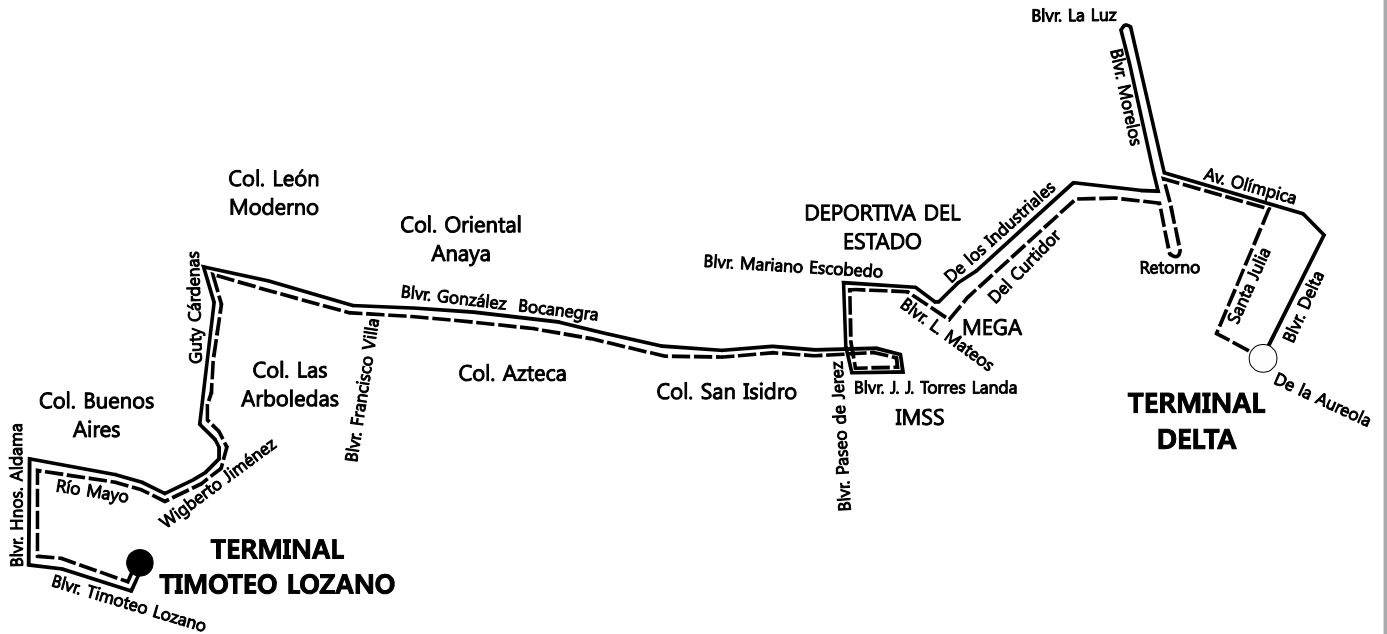 Blvr. La Luz
Blvr. Morelos
Col. León
Moderno
Av. Olímpica
De los Industriales
DEPORTIVA DEL
ESTADO
Col. Oriental
Anaya
Del Curtidor
Blvr. Mariano Escobedo
Retorno
Santa Julia
Guty Cárdenas
Blvr. González Bocanegra
Blvr. L. Mateos
MEGA
Blvr. Delta
Blvr. Francisco Villa
Col. Las
Arboledas
Col. Azteca
Col. San Isidro
Blvr. Paseo de Jerez
Blvr. J. J. Torres Landa
IMSS
De la Aureola
TERMINAL
DELTA
Col. Buenos
Aires
Blvr. Hnos. Aldama
Río Mayo
Wigberto Jiménez
TERMINAL
TIMOTEO LOZANO
Blvr. Timoteo Lozano